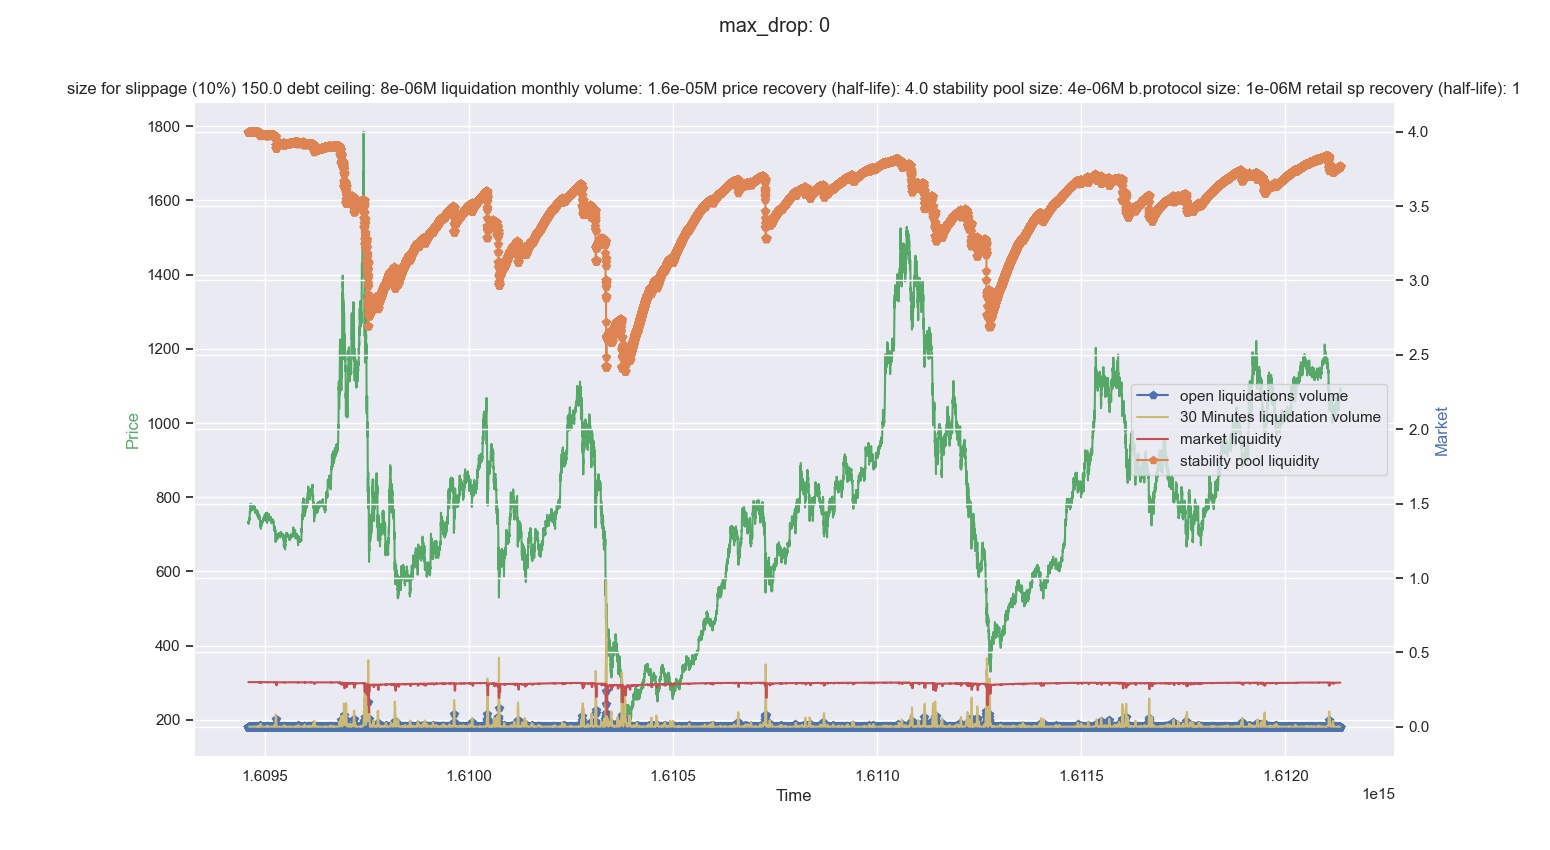 max_drop: 0
size for slippage (10%) 150.0 debt ceiling: 8e-06M liquidation monthly volume: 1.6e-05M price recovery (half-life): 4.0 stability pool size: 4e-06M b.protocol size: 1e-06M retail sp recovery (half-life): 1
1800
1600
1400
1200
1000
800
600
400
200
Price
4.0
3.5
3.0
2.5
2.0
1.5
1.0
0.5
0.0
Market
open liquidations volume
30 Minutes liquidation volume
market liquidity
stability pool liquidity
1.6095
1.6100
1.6105
1.6110
1.6115
1.6120
Time
1e15